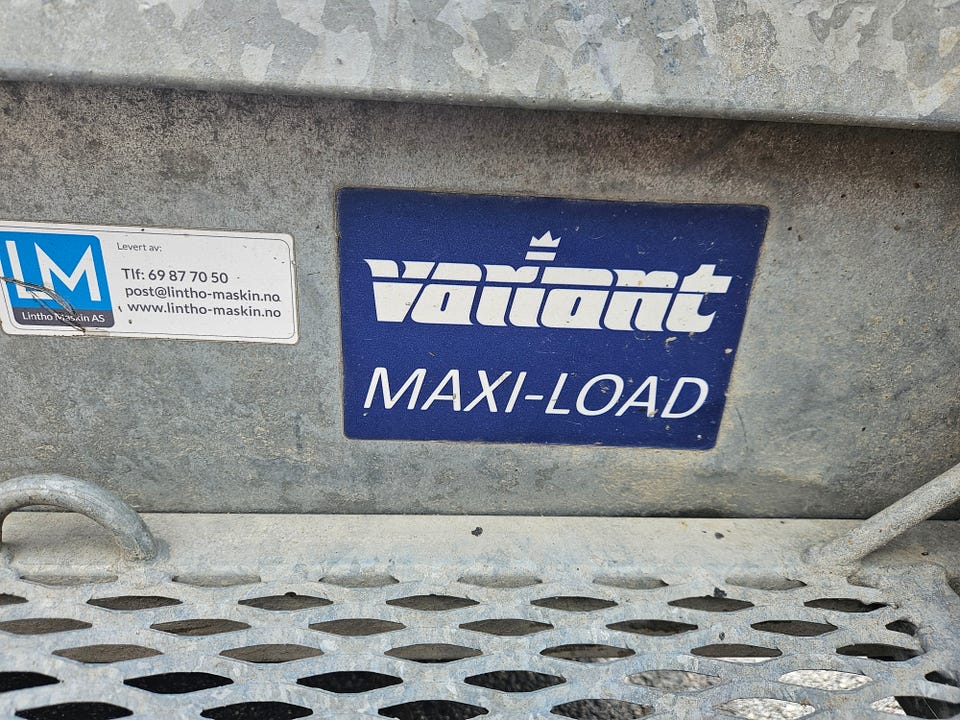 LM
Lintho Maskin AS
Levert av:
Tlf: 69 87 70 50
post@lintho-maskin.no
www.lintho-maskin.no
variant
MAXI-LOAD